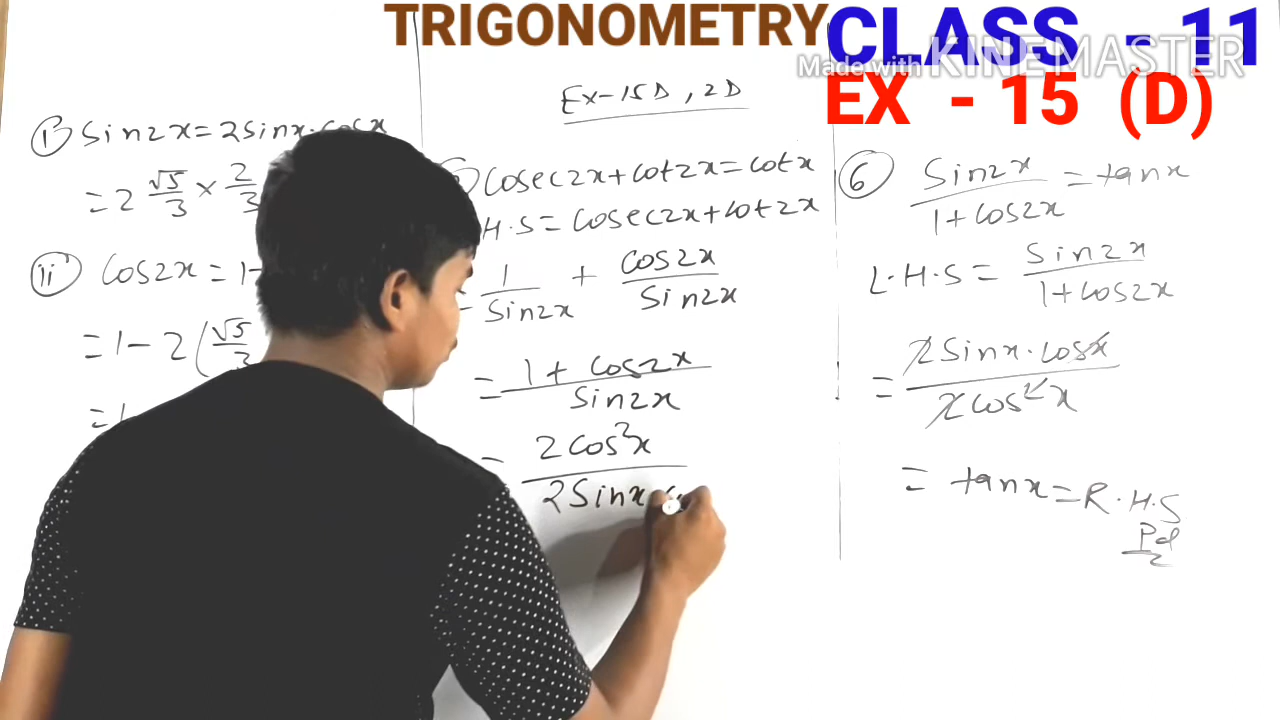 TRIGONOMETRY
CLASS - 11
Made with KINEMASTER
EX - 15 (D)
Ex-15D, 2D
i) Sin2x = 2Sinx.cosx
= 2 √5/3 × 2/3
ii) Cos2x = 1-
= 1 - 2(√5/3
Cosec2x + Cot2x = Cotx
H.S = Cosec2x + Cot2x
= 1/Sin2x + Cos2x/Sin2x
= 1 + Cos2x/Sin2x
= 2Cos²x/2Sinx
6 Sin2x/1+Cos2x = tanx
L.H.S = Sin2x/1+Cos2x
= 2Sinx.Cosx/2Cos²x
= tanx = R.H.S